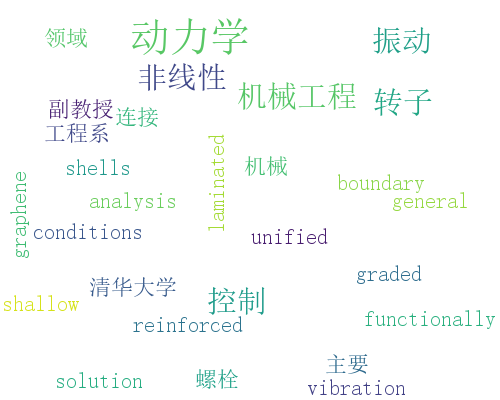 领域
动力学
振动
非线性
机械工程
转子
副教授
连接
工程系
laminated
机械
shells
graphene
boundary
analysis
general
conditions
unified
清华大学
graded
控制
shallow
reinforced
functionally
主要
螺栓
solution
vibration